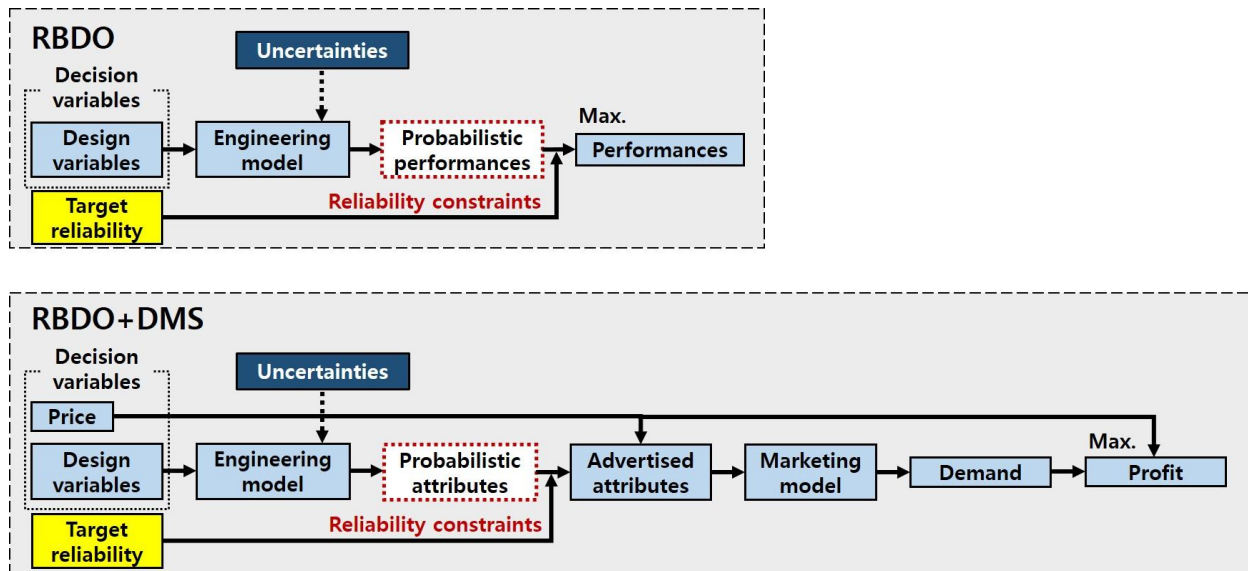 RBDO
Uncertainties
Decision
variables
Design
variables
Engineering
model
Probabilistic
performances
Max.
Performances
Reliability constraints
Target
reliability
RBDO+DMS
Decision
variables
Uncertainties
Price
Design
variables
Engineering
model
Probabilistic
attributes
Advertised
attributes
Marketing
model
Demand
Max.
Profit
Reliability constraints
Target
reliability